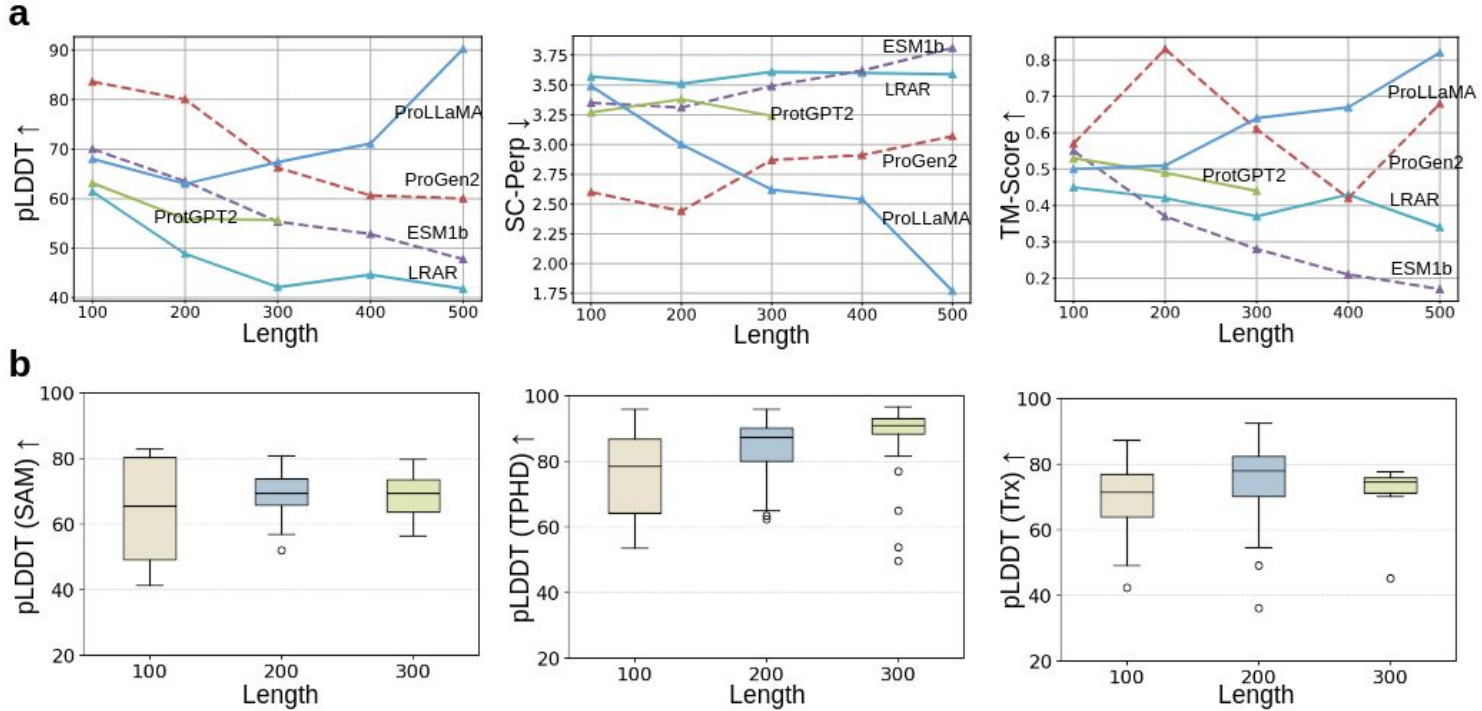 a
pLDDT ↑
90
80
70
60
50
40
100 200 300 400 500
Length
ProLLaMA
ProGen2
ProtGPT2
ESM1b
LRAR
SC-Perp ↓
3.75
3.50
3.25
3.00
2.75
2.50
2.25
2.00
1.75
100 200 300 400 500
Length
ESM1b
LRAR
ProtGPT2
ProGen2
ProLLaMA
TM-Score ↑
0.8
0.7
0.6
0.5
0.4
0.3
0.2
100 200 300 400 500
Length
ProLLaMA
ProGen2
ProtGPT2
LRAR
ESM1b
b
pLDDT (SAM) ↑
100
80
60
40
20
100 200 300
Length
pLDDT (TPHD) ↑
100
80
60
40
20
100 200 300
Length
pLDDT (Trx) ↑
100
80
60
40
20
100 200 300
Length